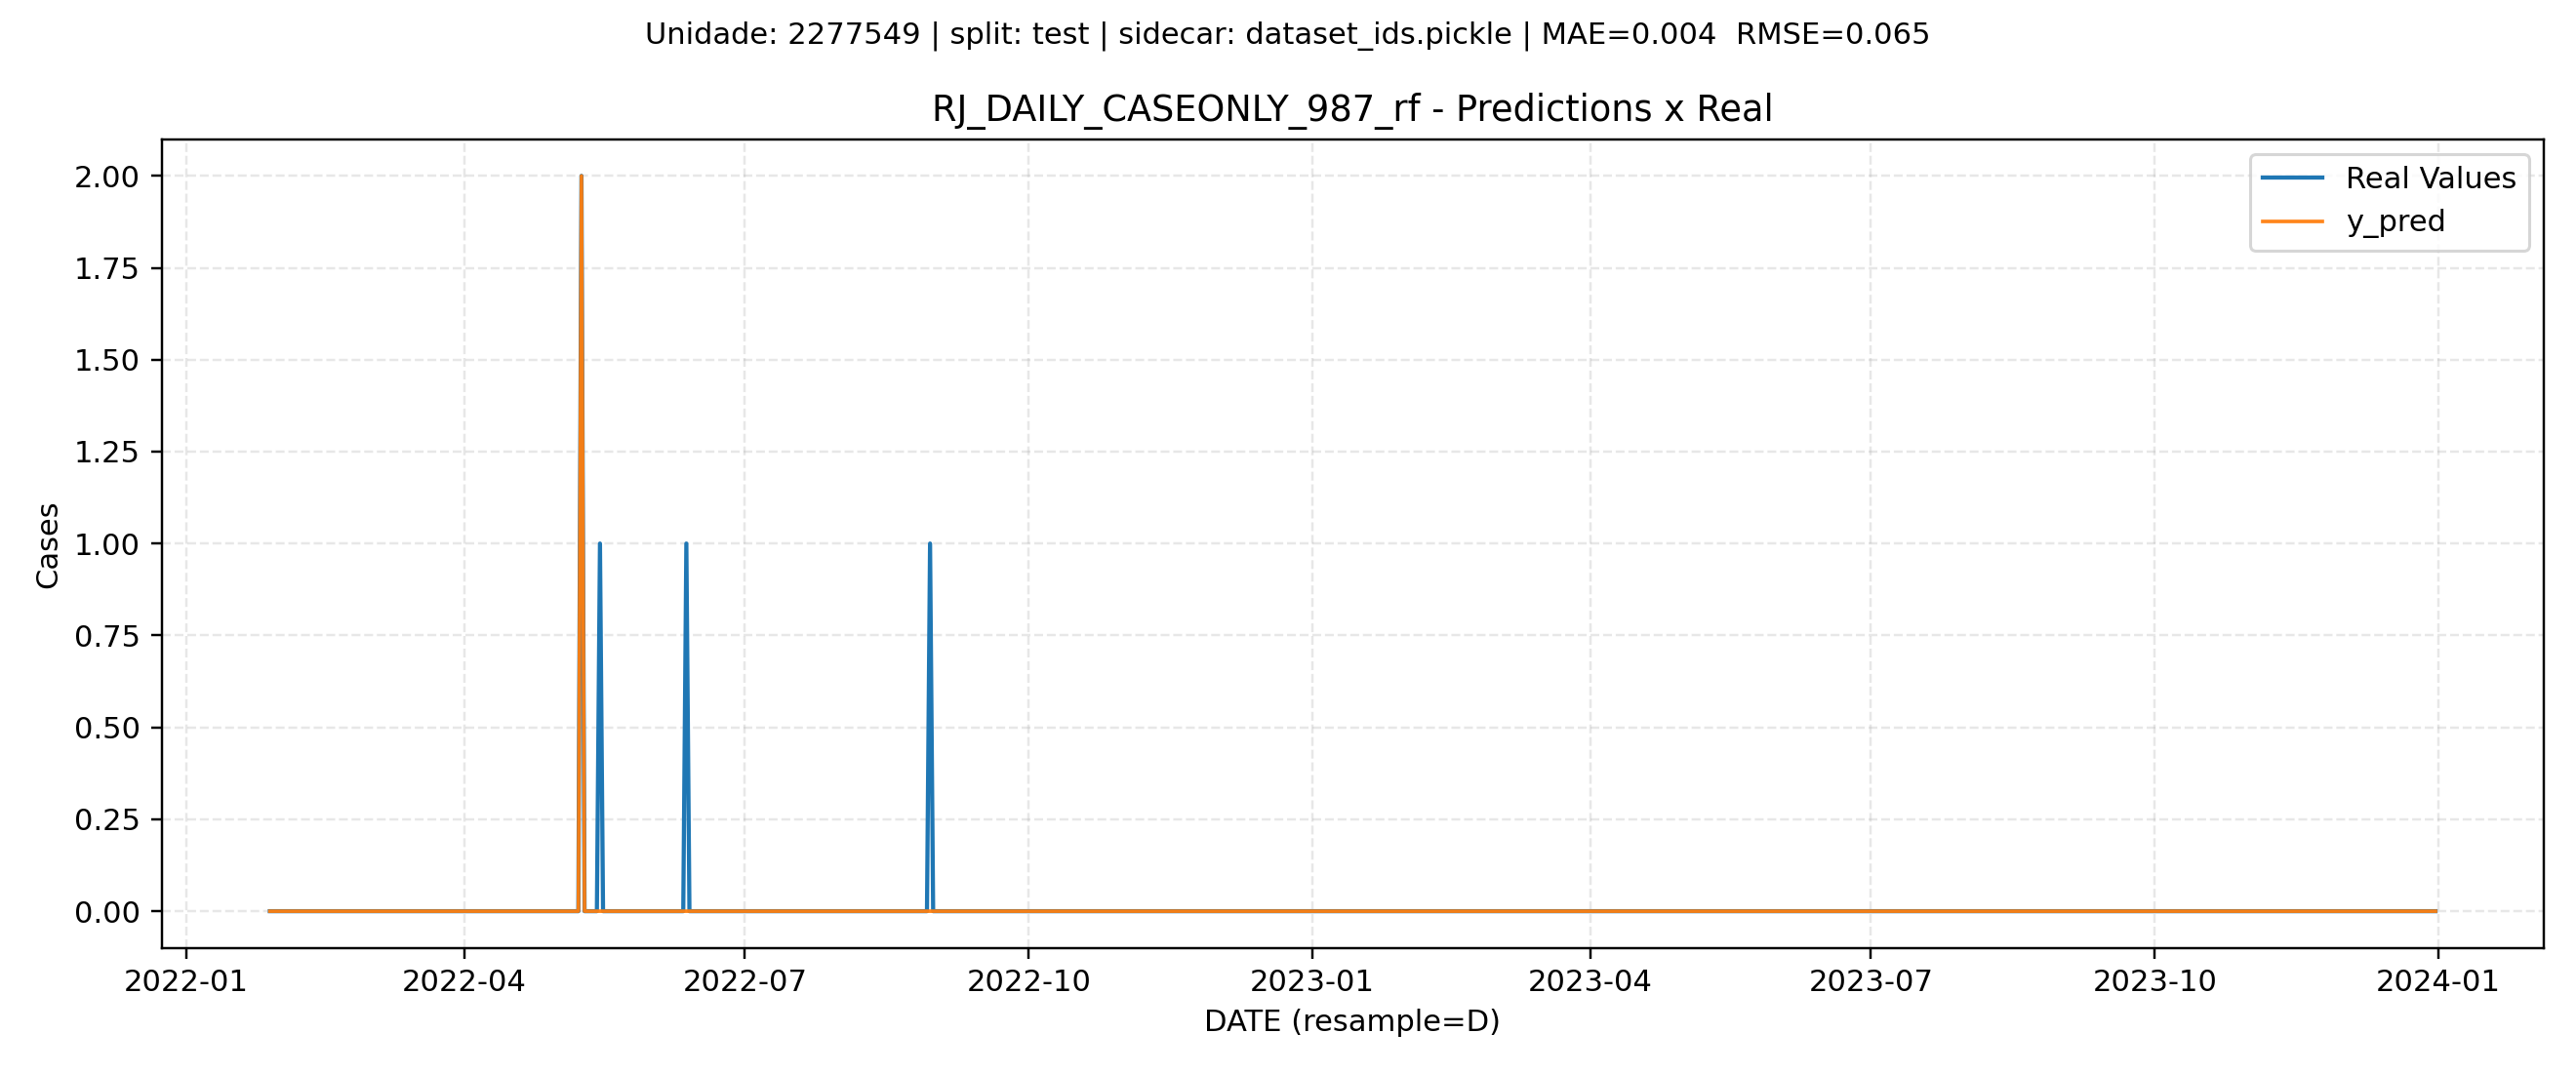 Unidade: 2277549 | split: test | sidecar: dataset_ids.pickle | MAE=0.004  RMSE=0.065
RJ_DAILY_CASEONLY_987_rf - Predictions x Real
Real Values
y_pred
2.00
1.75
1.50
1.25
1.00
0.75
0.50
0.25
0.00
Cases
2022-01 2022-04 2022-07 2022-10 2023-01 2023-04 2023-07 2023-10 2024-01
DATE (resample=D)